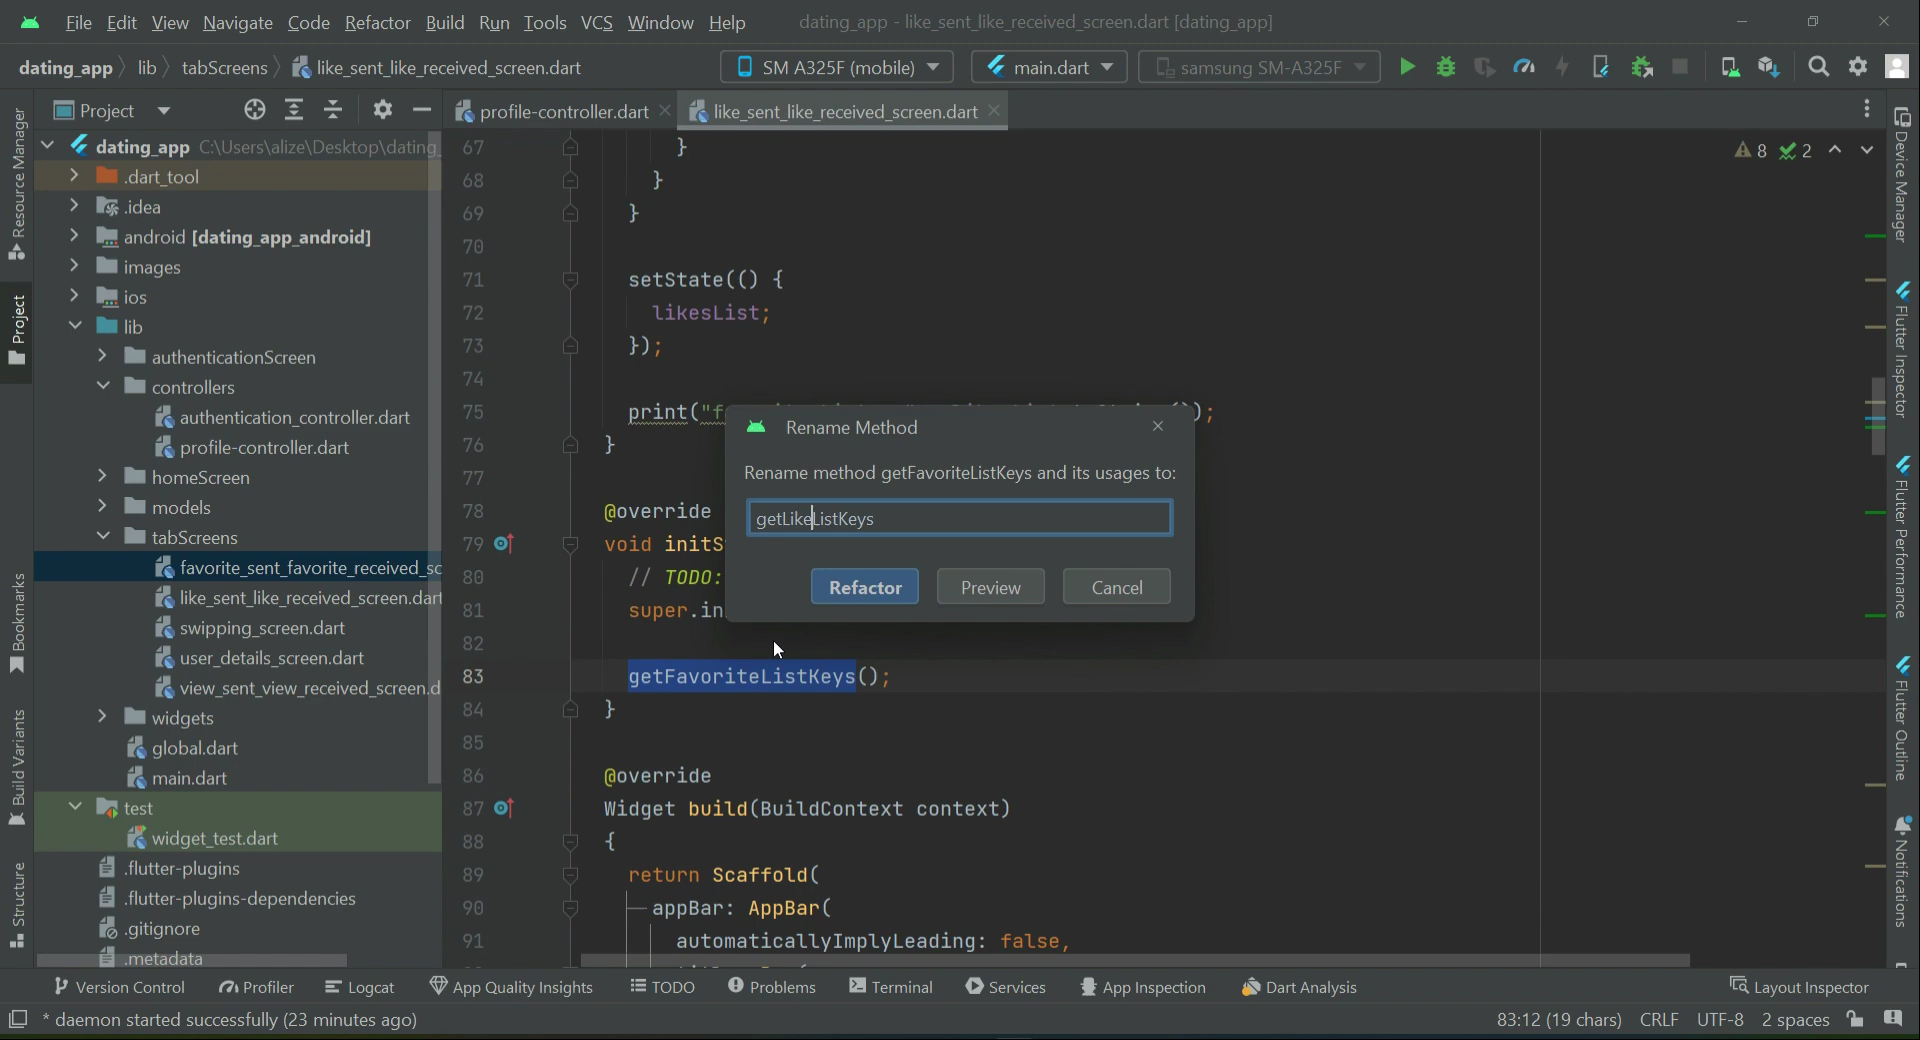 File Edit View Navigate Code Refactor Build Run Tools VCS Window Help dating_app - like_sent_like_received_screen.dart [dating_app]
dating_app lib tabScreens like_sent_like_received_screen.dart SM A325F (mobile) main.dart samsung SM-A325F
Project profile-controller.dart like_sent_like_received_screen.dart
Resource Manager
Project
Bookmarks
Build Variants
Structure
dating_app C:\Users\alize\Desktop\dating_
.dart_tool
.idea
android [dating_app_android]
images
ios
lib
authenticationScreen
controllers
authentication_controller.dart
profile-controller.dart
homeScreen
models
tabScreens
favorite_sent_favorite_received_sc
like_sent_like_received_screen.dart
swipping_screen.dart
user_details_screen.dart
view_sent_view_received_screen.d
widgets
global.dart
main.dart
test
widget_test.dart
.flutter-plugins
.flutter-plugins-dependencies
.gitignore
.metadata
8 2
67 }
68 }
69 }
70
71 setState(() {
72 likesList;
73 });
74
75 print("f ());
76 }
77
78 @override
79 void initS
80 // TODO:
81 super.in
82
83 getFavoriteListKeys();
84 }
85
86 @override
87 Widget build(BuildContext context)
88 {
89 return Scaffold(
90 appBar: AppBar(
91 automaticallyImplyLeading: false,
Rename Method
Rename method getFavoriteListKeys and its usages to:
getLikeListKeys
Refactor Preview Cancel
Device Manager
Flutter Inspector
Flutter Performance
Flutter Outline
Notifications
Version Control Profiler Logcat App Quality Insights TODO Problems Terminal Services App Inspection Dart Analysis Layout Inspector
* daemon started successfully (23 minutes ago) 83:12 (19 chars) CRLF UTF-8 2 spaces